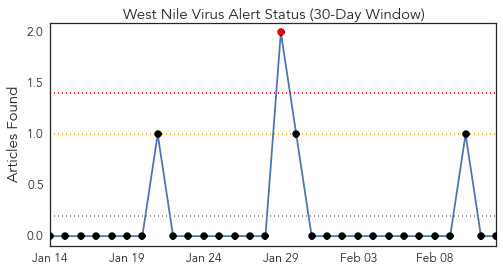 West Nile Virus Alert Status (30-Day Window)
Articles Found
2.0
1.5
1.0
0.5
0.0
Jan 14 Jan 19 Jan 24 Jan 29 Feb 03 Feb 08